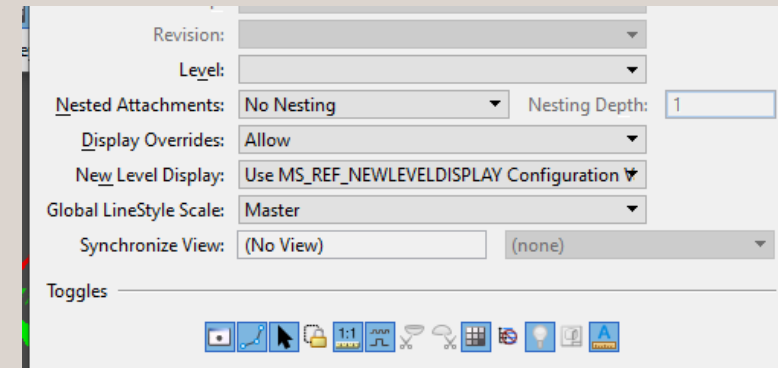 Revision:
Level:
Nested Attachments: No Nesting Nesting Depth: 1
Display Overrides: Allow
New Level Display: Use MS_REF_NEWLEVELDISPLAY Configuration
Global LineStyle Scale: Master
Synchronize View: (No View) (none)
Toggles
1:1
A